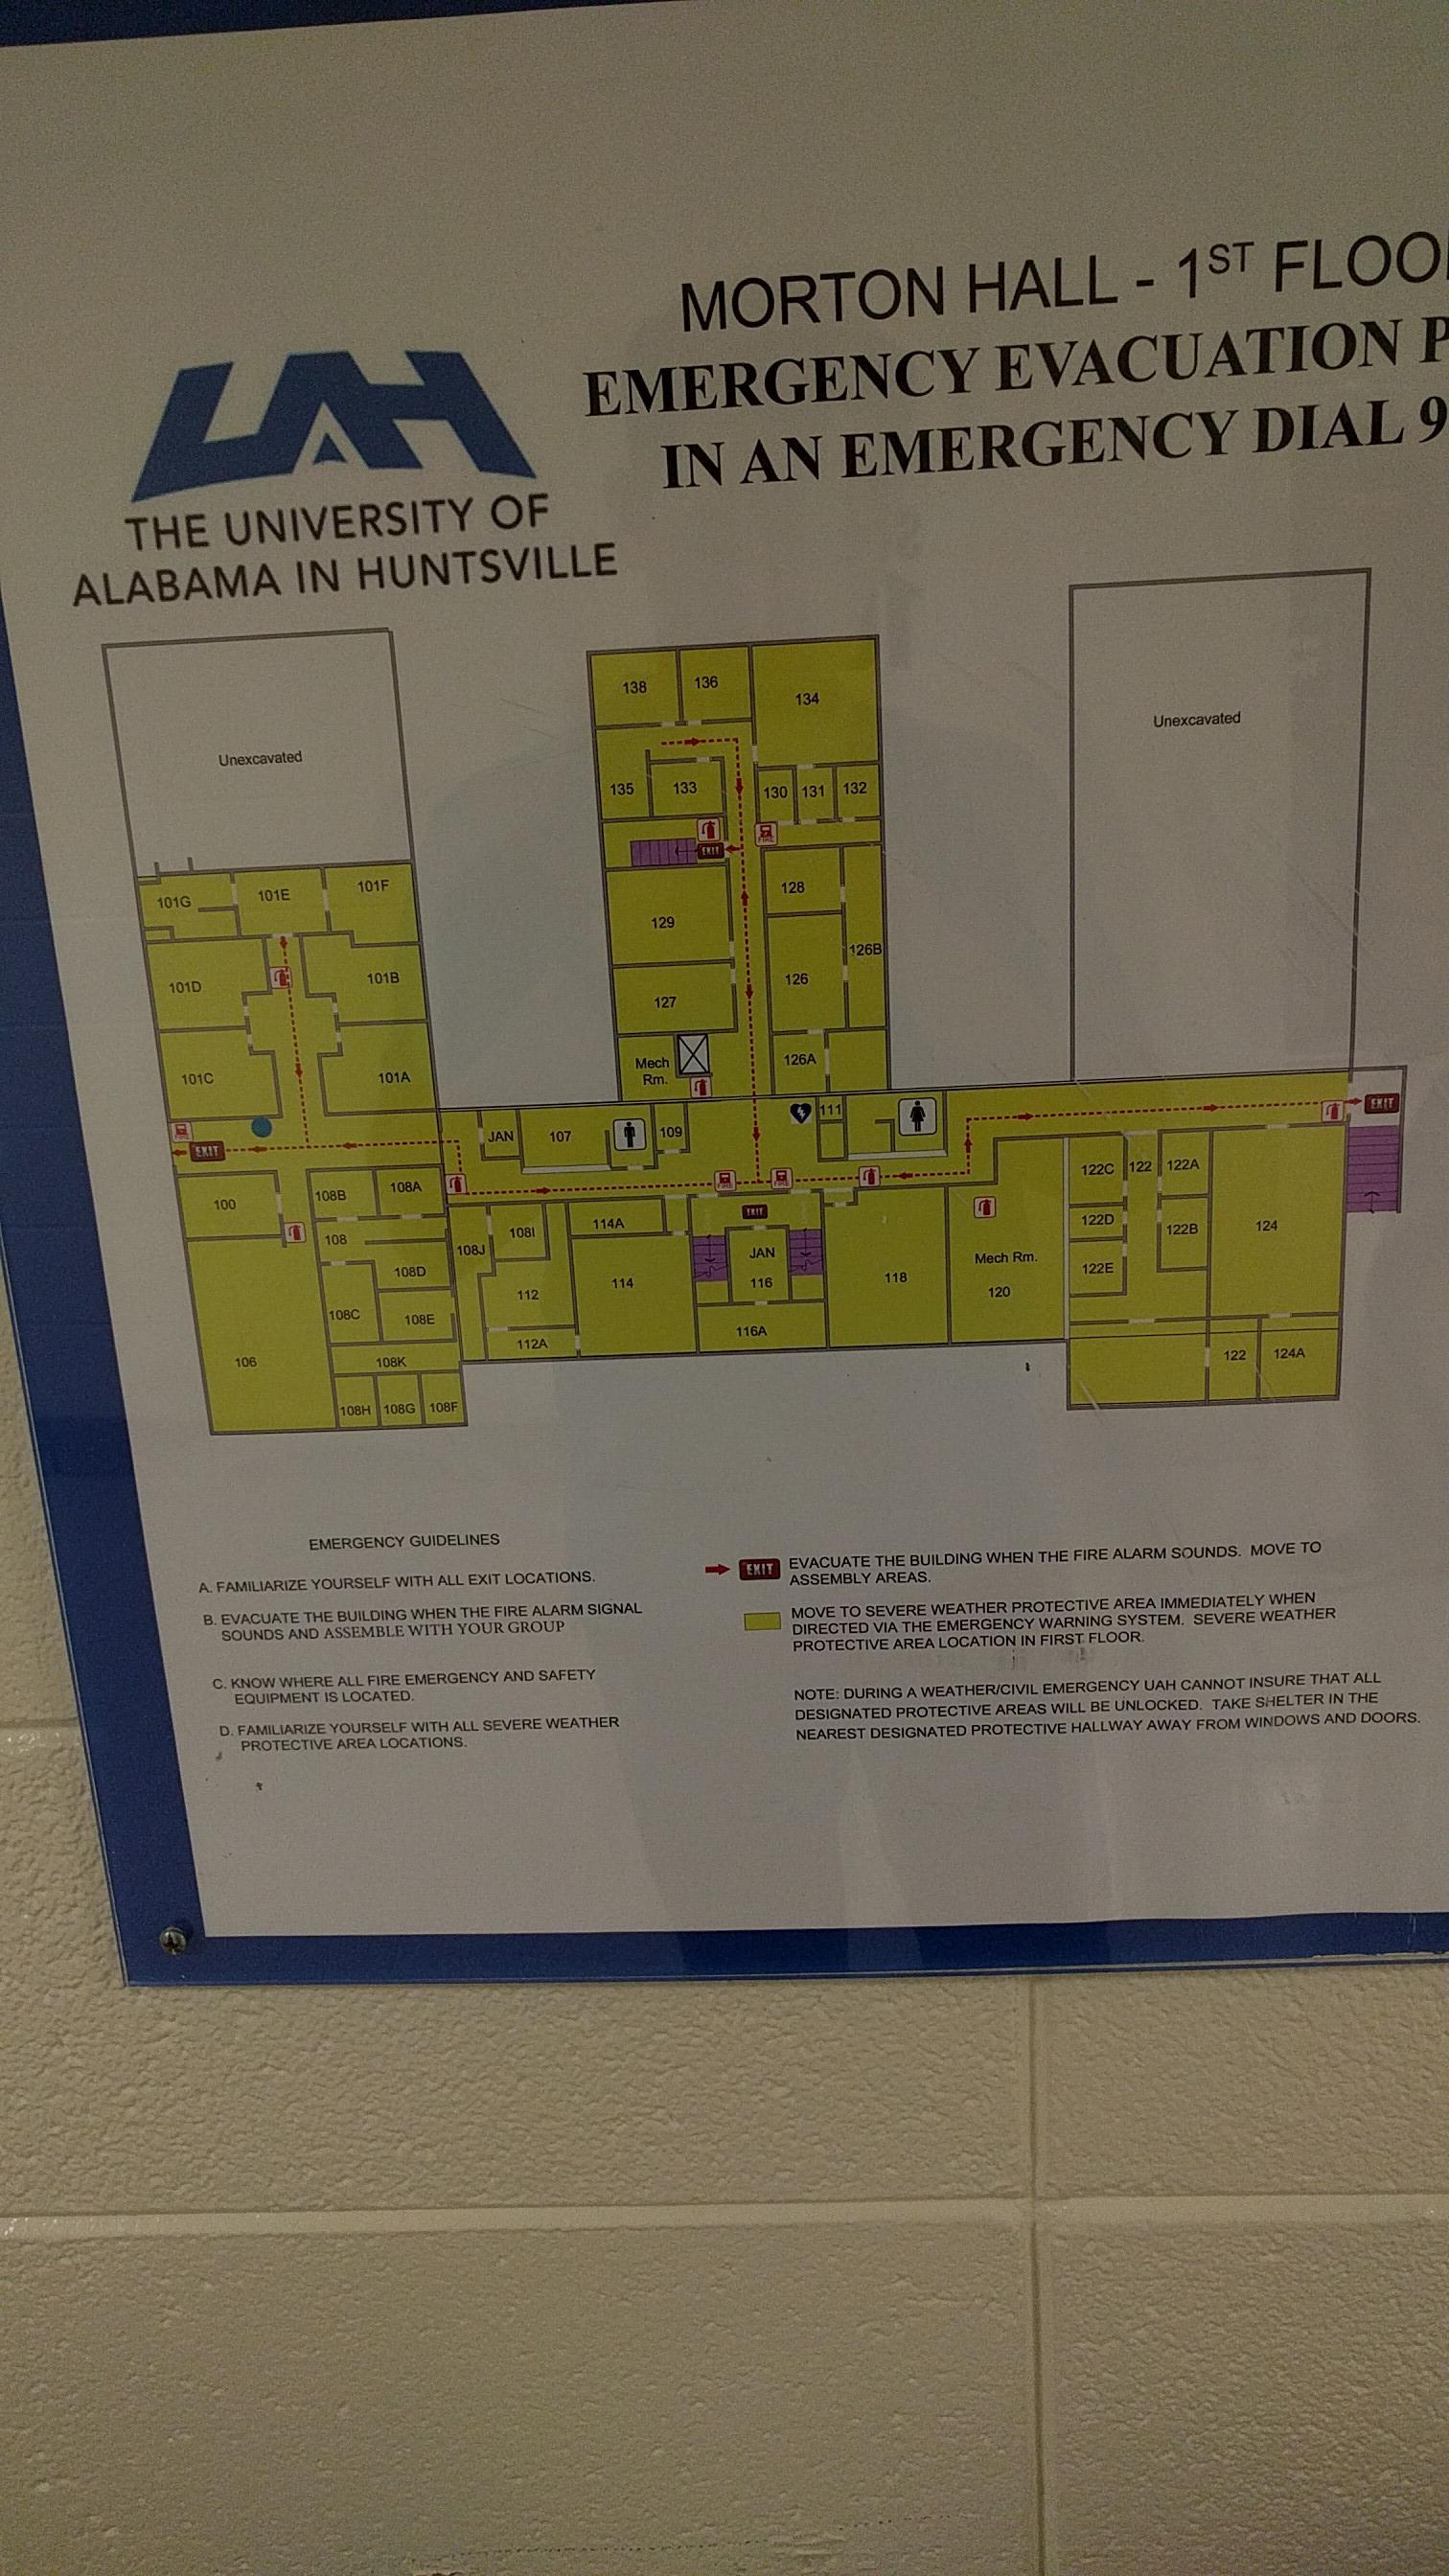 MORTON HALL - 1ST FLOO
EMERGENCY EVACUATION P
IN AN EMERGENCY DIAL 9
UAH
THE UNIVERSITY OF
ALABAMA IN HUNTSVILLE
Unexcavated
138
136
134
Unexcavated
135
133
130
131
132
FIRE
EXIT
101G
101E
101F
128
129
126B
101D
101B
126
127
101C
101A
Mech
Rm.
126A
EXIT
JAN
107
109
111
EXIT
100
108B
108A
122C
122
122A
108
108J
108I
114A
EXIT
122D
122B
124
108D
JAN
118
Mech Rm.
122E
108C
108E
112
114
116
120
106
108K
112A
116A
122
124A
108H
108G
108F
EMERGENCY GUIDELINES
A. FAMILIARIZE YOURSELF WITH ALL EXIT LOCATIONS.
B. EVACUATE THE BUILDING WHEN THE FIRE ALARM SIGNAL
SOUNDS AND ASSEMBLE WITH YOUR GROUP
C. KNOW WHERE ALL FIRE EMERGENCY AND SAFETY
EQUIPMENT IS LOCATED.
D. FAMILIARIZE YOURSELF WITH ALL SEVERE WEATHER
PROTECTIVE AREA LOCATIONS.
EXIT
EVACUATE THE BUILDING WHEN THE FIRE ALARM SOUNDS. MOVE TO
ASSEMBLY AREAS.
MOVE TO SEVERE WEATHER PROTECTIVE AREA IMMEDIATELY WHEN
DIRECTED VIA THE EMERGENCY WARNING SYSTEM. SEVERE WEATHER
PROTECTIVE AREA LOCATION IN FIRST FLOOR.
NOTE: DURING A WEATHER/CIVIL EMERGENCY UAH CANNOT INSURE THAT ALL
DESIGNATED PROTECTIVE AREAS WILL BE UNLOCKED. TAKE SHELTER IN THE
NEAREST DESIGNATED PROTECTIVE HALLWAY AWAY FROM WINDOWS AND DOORS.